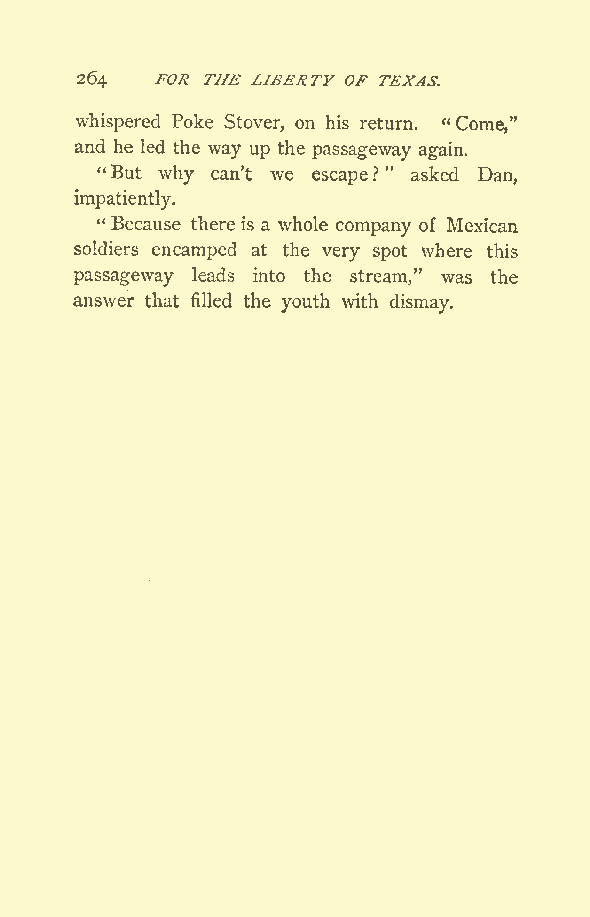 264 FOR THE LIBERTY OF TEXAS.
whispered Poke Stover, on his return. “Come,”
and he led the way up the passageway again.
“But why can’t we escape?” asked Dan,
impatiently.
“Because there is a whole company of Mexican
soldiers encamped at the very spot where this
passageway leads into the stream,” was the
answer that filled the youth with dismay.